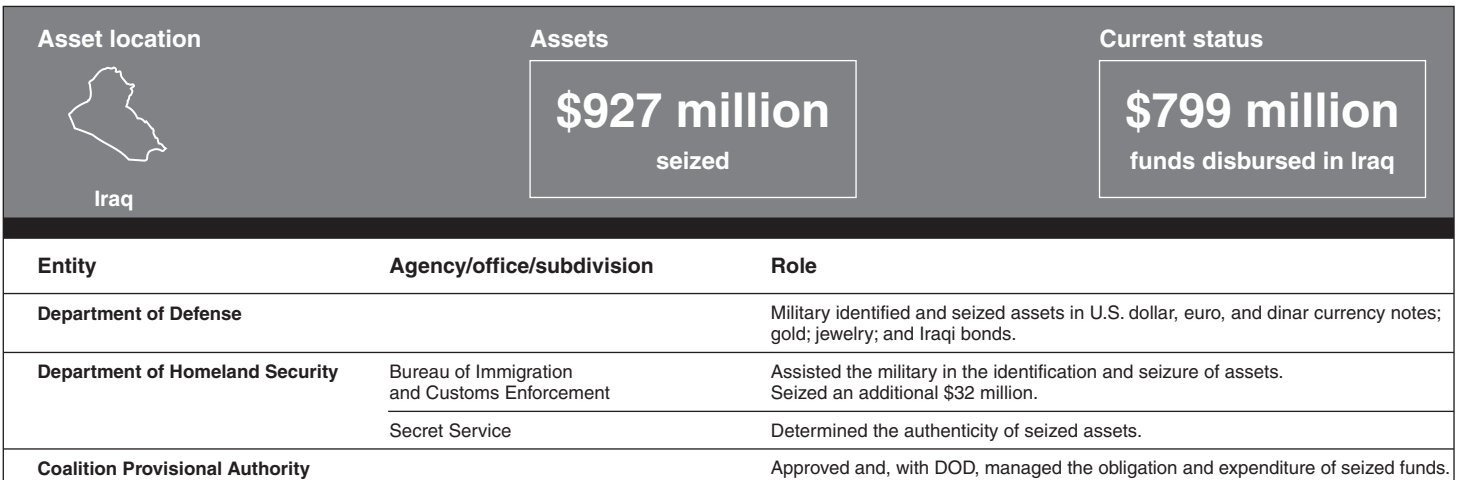 Asset location
Assets
Current status
$927 million
seized
$799 million
funds disbursed in Iraq
Iraq
Entity
Agency/office/subdivision
Role
Department of Defense
Military identified and seized assets in U.S. dollar, euro, and dinar currency notes;
gold; jewelry; and Iraqi bonds.
Department of Homeland Security
Bureau of Immigration
and Customs Enforcement
Assisted the military in the identification and seizure of assets.
Seized an additional $32 million.
Secret Service
Determined the authenticity of seized assets.
Coalition Provisional Authority
Approved and, with DOD, managed the obligation and expenditure of seized funds.